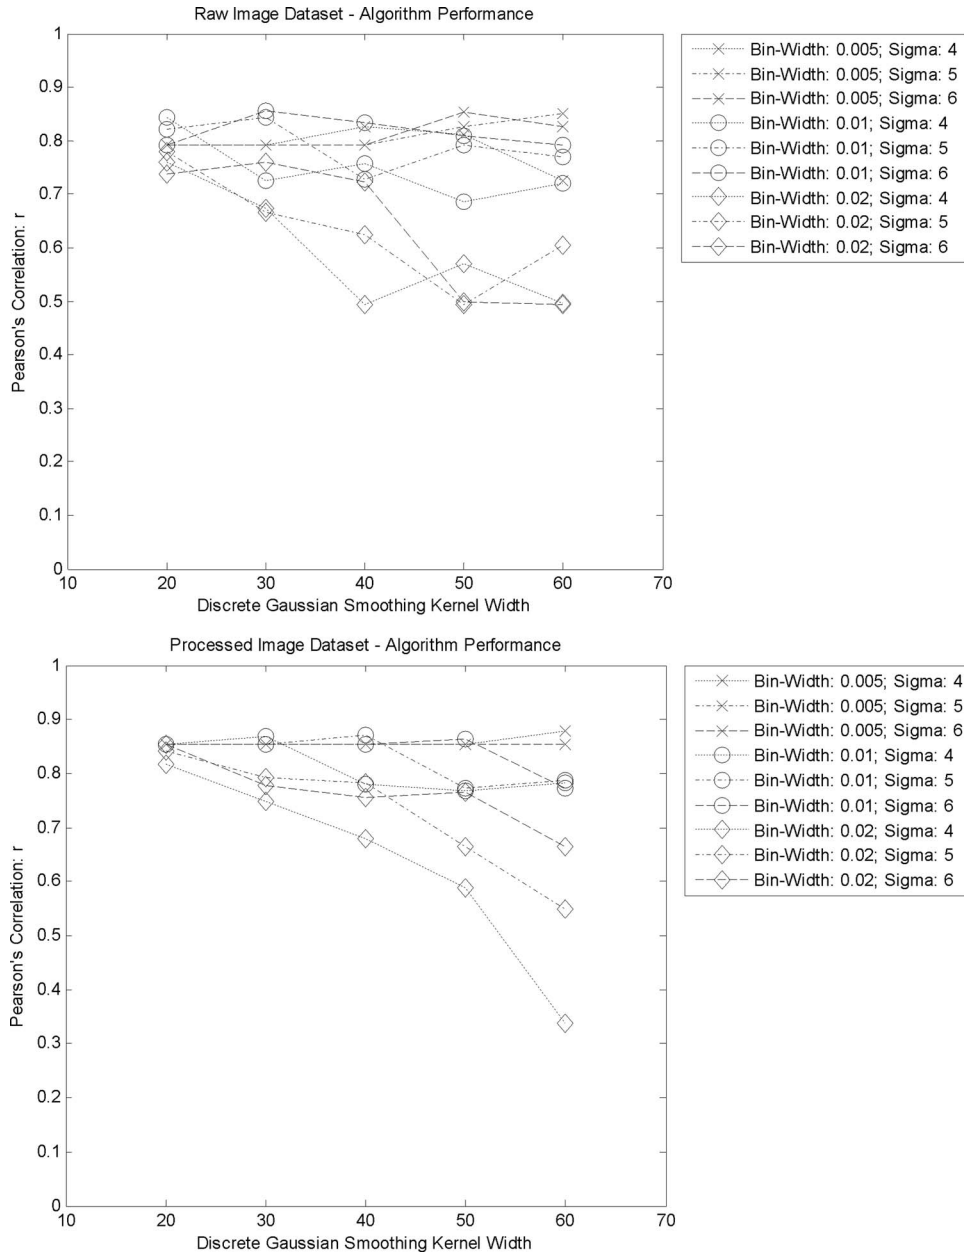 Raw Image Dataset - Algorithm Performance
1
0.9
0.8
0.7
0.6
0.5
0.4
0.3
0.2
0.1
0
Pearson's Correlation: r
10 20 30 40 50 60 70
Discrete Gaussian Smoothing Kernel Width
Bin-Width: 0.005; Sigma: 4
Bin-Width: 0.005; Sigma: 5
Bin-Width: 0.005; Sigma: 6
Bin-Width: 0.01; Sigma: 4
Bin-Width: 0.01; Sigma: 5
Bin-Width: 0.01; Sigma: 6
Bin-Width: 0.02; Sigma: 4
Bin-Width: 0.02; Sigma: 5
Bin-Width: 0.02; Sigma: 6
Processed Image Dataset - Algorithm Performance
1
0.9
0.8
0.7
0.6
0.5
0.4
0.3
0.2
0.1
0
Pearson's Correlation: r
10 20 30 40 50 60 70
Discrete Gaussian Smoothing Kernel Width
Bin-Width: 0.005; Sigma: 4
Bin-Width: 0.005; Sigma: 5
Bin-Width: 0.005; Sigma: 6
Bin-Width: 0.01; Sigma: 4
Bin-Width: 0.01; Sigma: 5
Bin-Width: 0.01; Sigma: 6
Bin-Width: 0.02; Sigma: 4
Bin-Width: 0.02; Sigma: 5
Bin-Width: 0.02; Sigma: 6